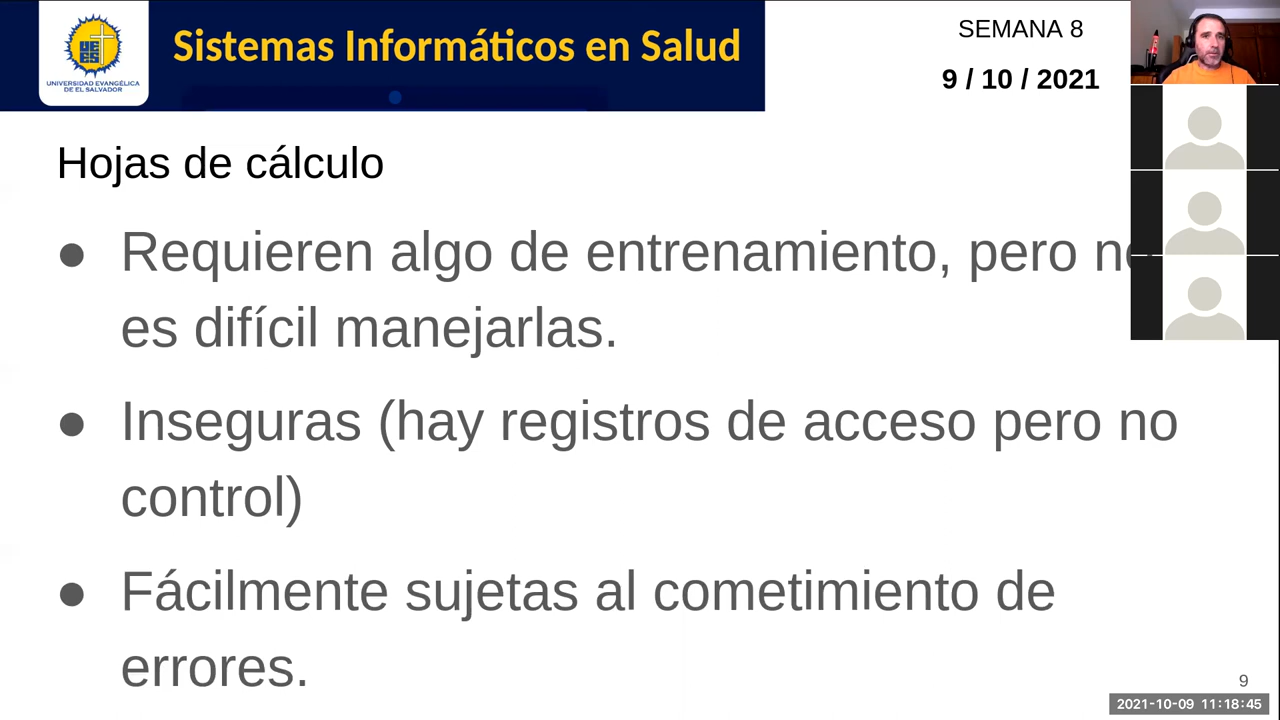 Sistemas Informáticos en Salud
UNIVERSIDAD EVANGÉLICA
DE EL SALVADOR
SEMANA 8
9 / 10 / 2021
Hojas de cálculo
● Requieren algo de entrenamiento, pero no
es difícil manejarlas.
● Inseguras (hay registros de acceso pero no
control)
● Fácilmente sujetas al cometimiento de
errores.
9
2021-10-09 11:18:45